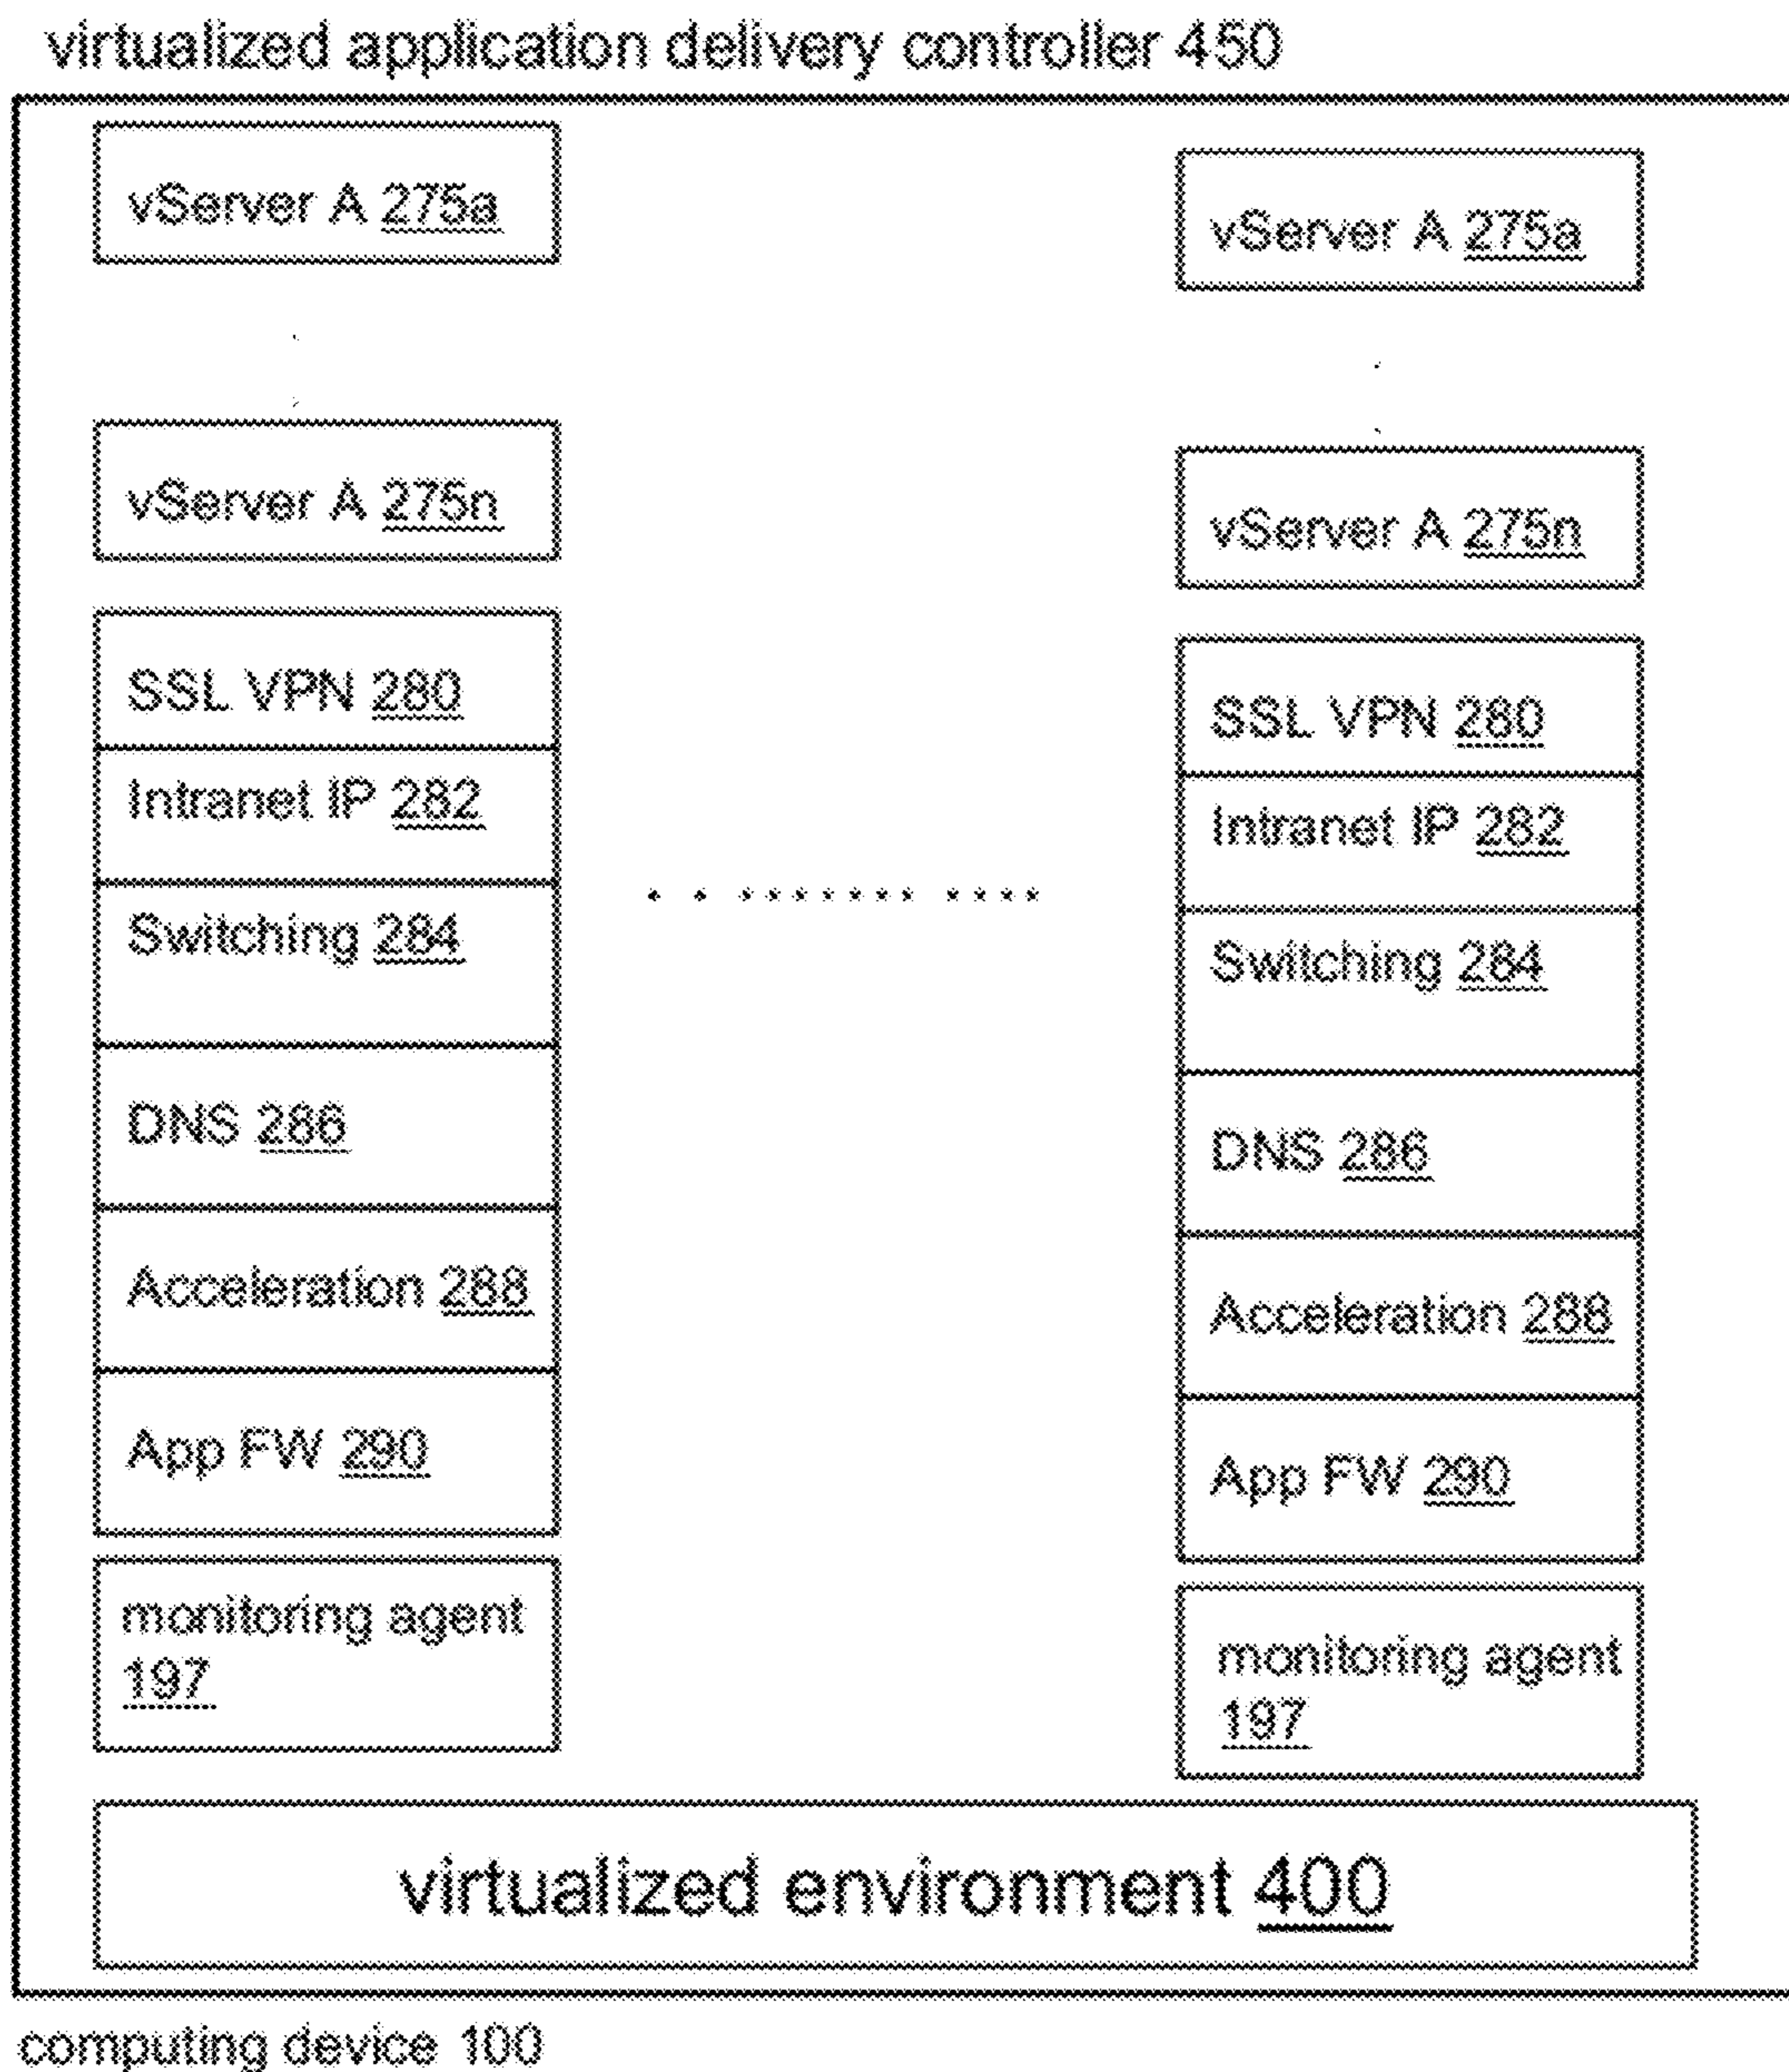 virtualized application delivery controller 450
vServer A 275a
vServer A 275n
SSL VPN 280
Intranet IP 282
Switching 284
DNS 286
Acceleration 288
App FW 290
monitoring agent
197
vServer A 275a
vServer A 275n
SSL VPN 280
Intranet IP 282
Switching 284
DNS 286
Acceleration 288
App FW 290
monitoring agent
197
virtualized environment 400
computing device 100